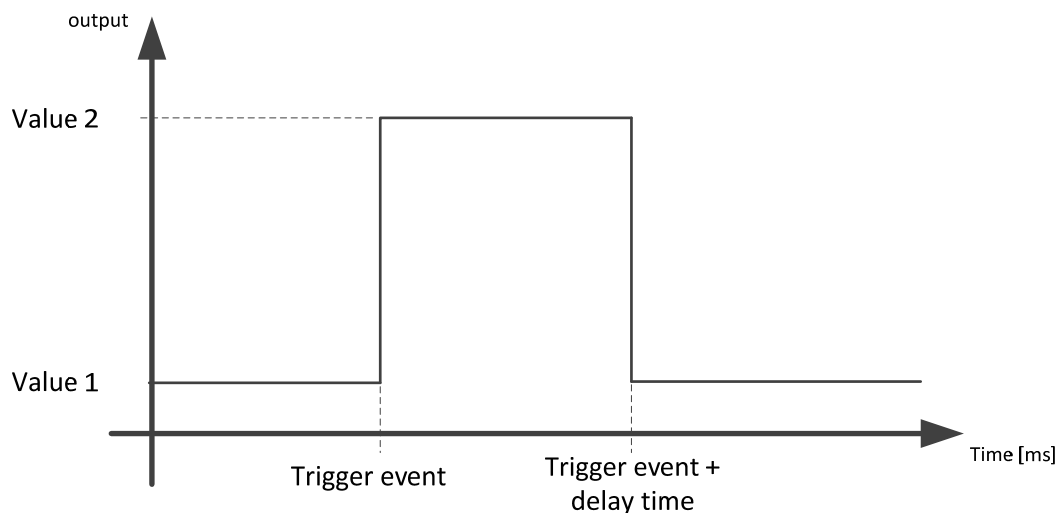 output
Value 2
Value 1
Time [ms]
Trigger event
Trigger event +
delay time